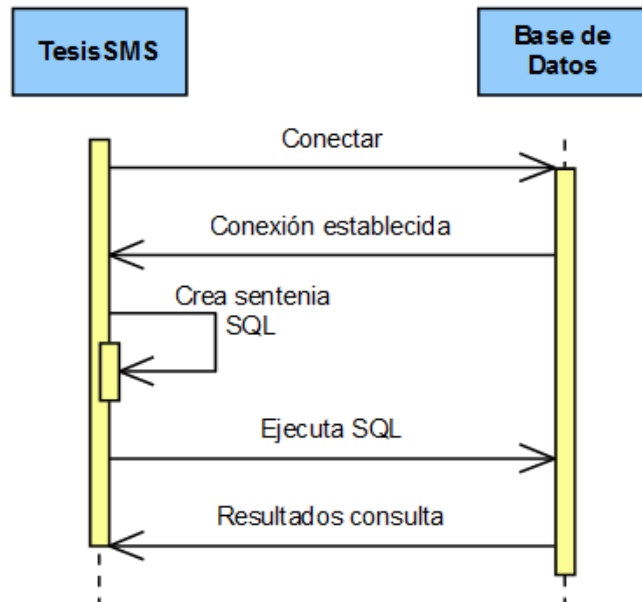 TesisSMS
Base de
Datos
Conectar
Conexión establecida
Crea sentenia
SQL
Ejecuta SQL
Resultados consulta